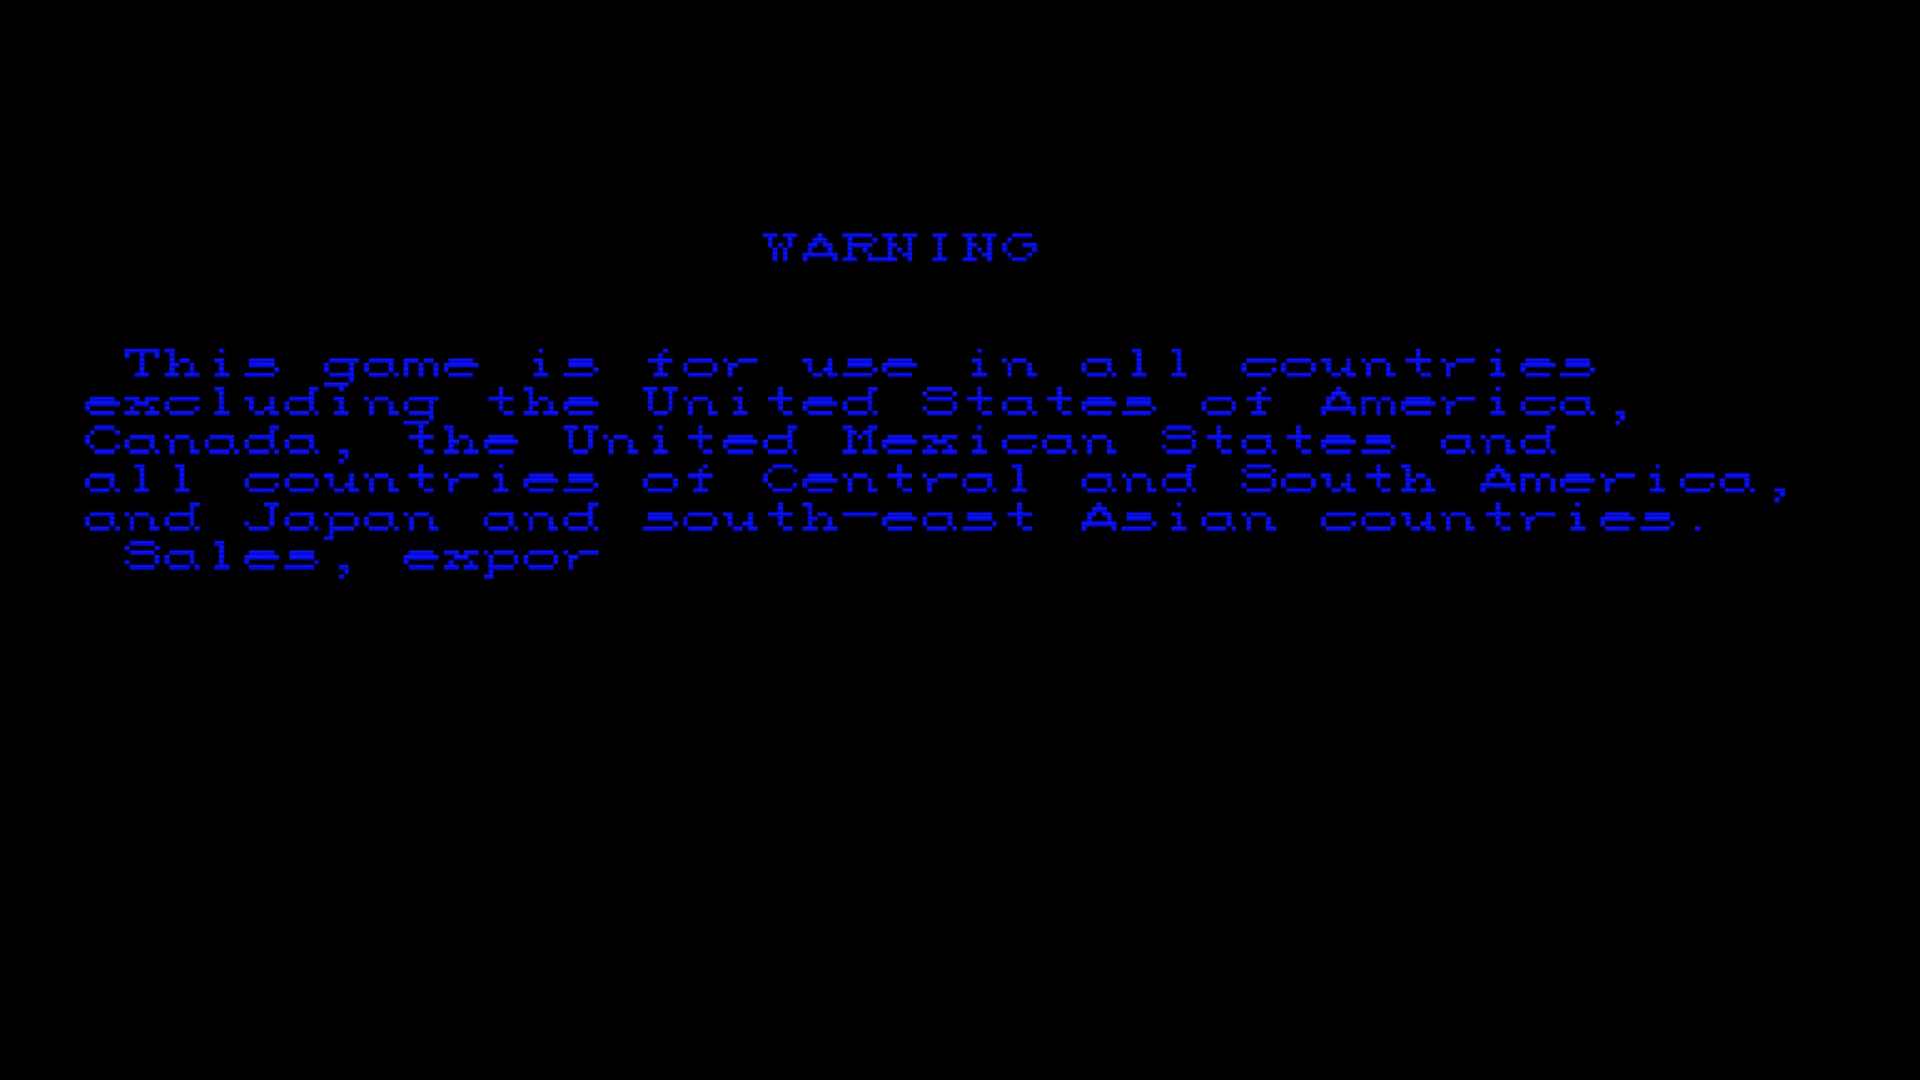 WARNING
This game is for use in all countries
excluding the United States of America,
Canada, the United Mexican States and
all countries of Central and South America,
and Japan and south-east Asian countries.
Sales, expor